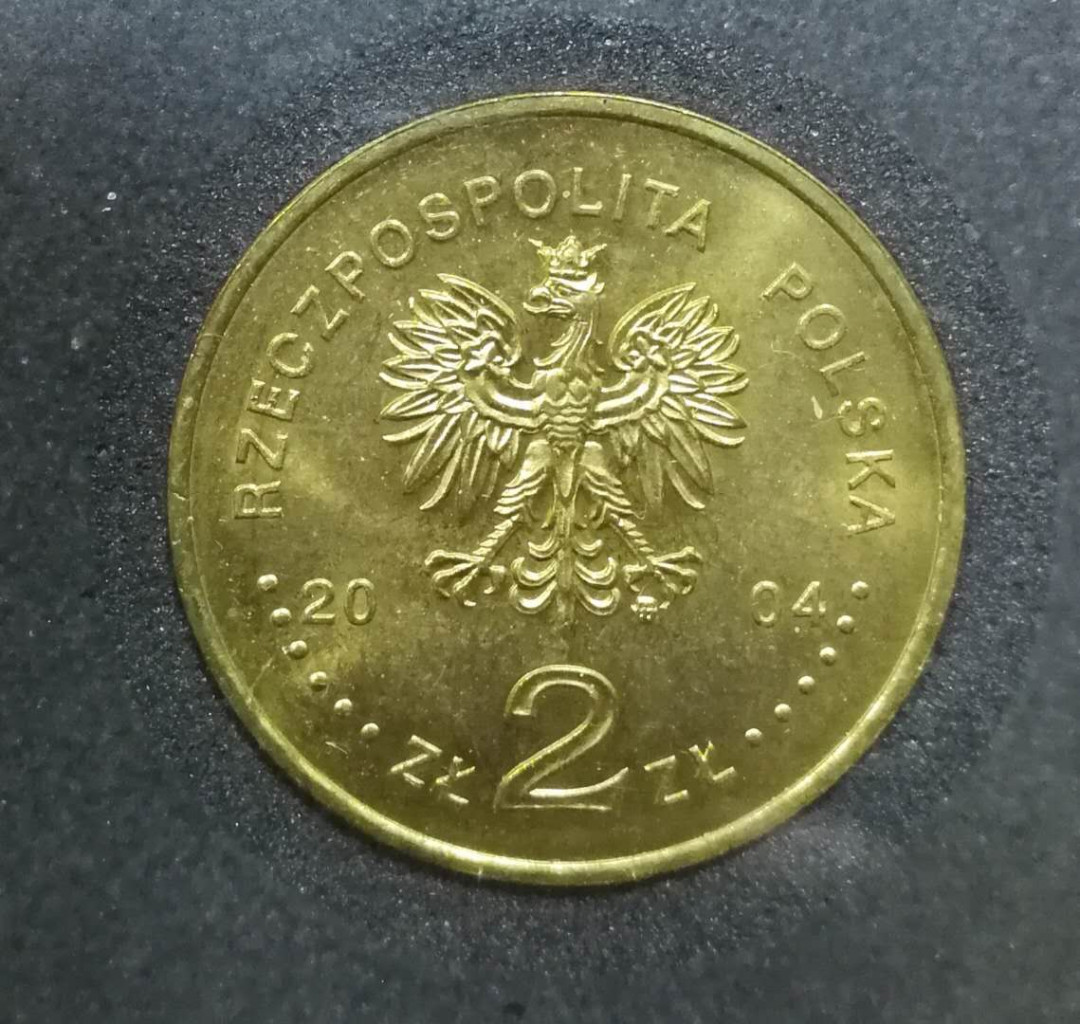 RZECZPOSPOLITA POLSKA
20 04
ZŁ 2 ZŁ